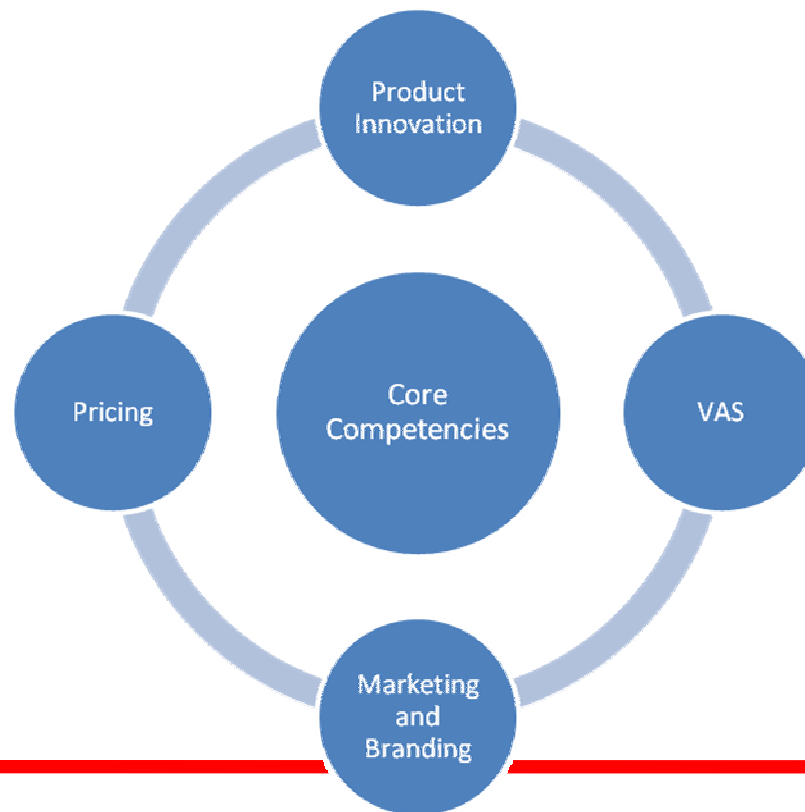 Product
Innovation
Pricing
Core
Competencies
VAS
Marketing
and
Branding